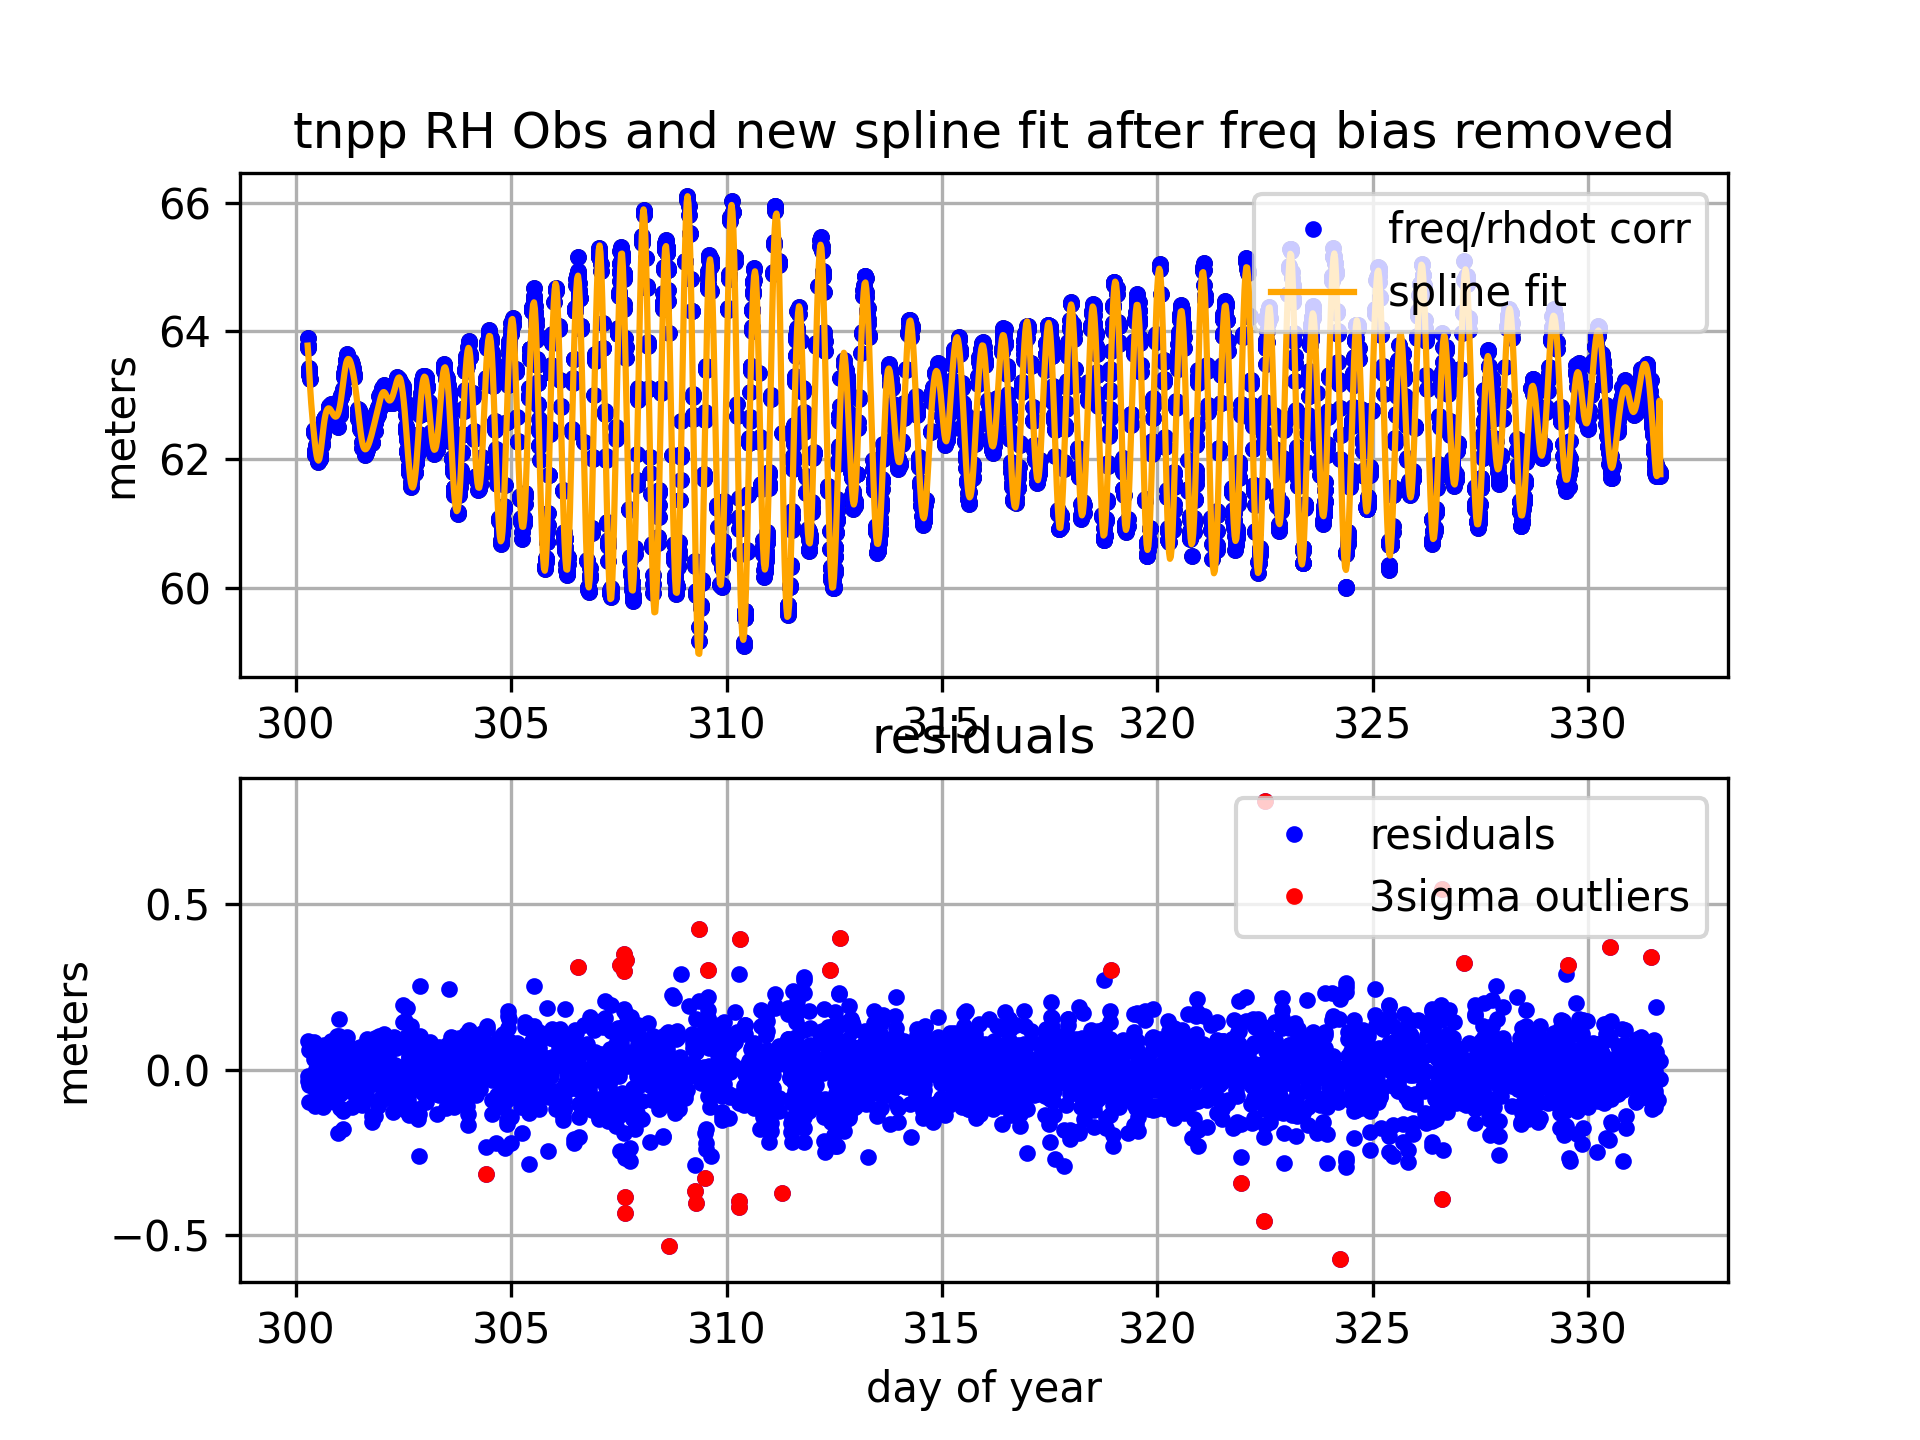 tnpp RH Obs and new spline fit after freq bias removed
66
64
62
60
meters
freq/rhdot corr
spline fit
300 305 310 315 320 325 330
residuals
0.5
0.0
−0.5
meters
residuals
3sigma outliers
300 305 310 315 320 325 330
day of year